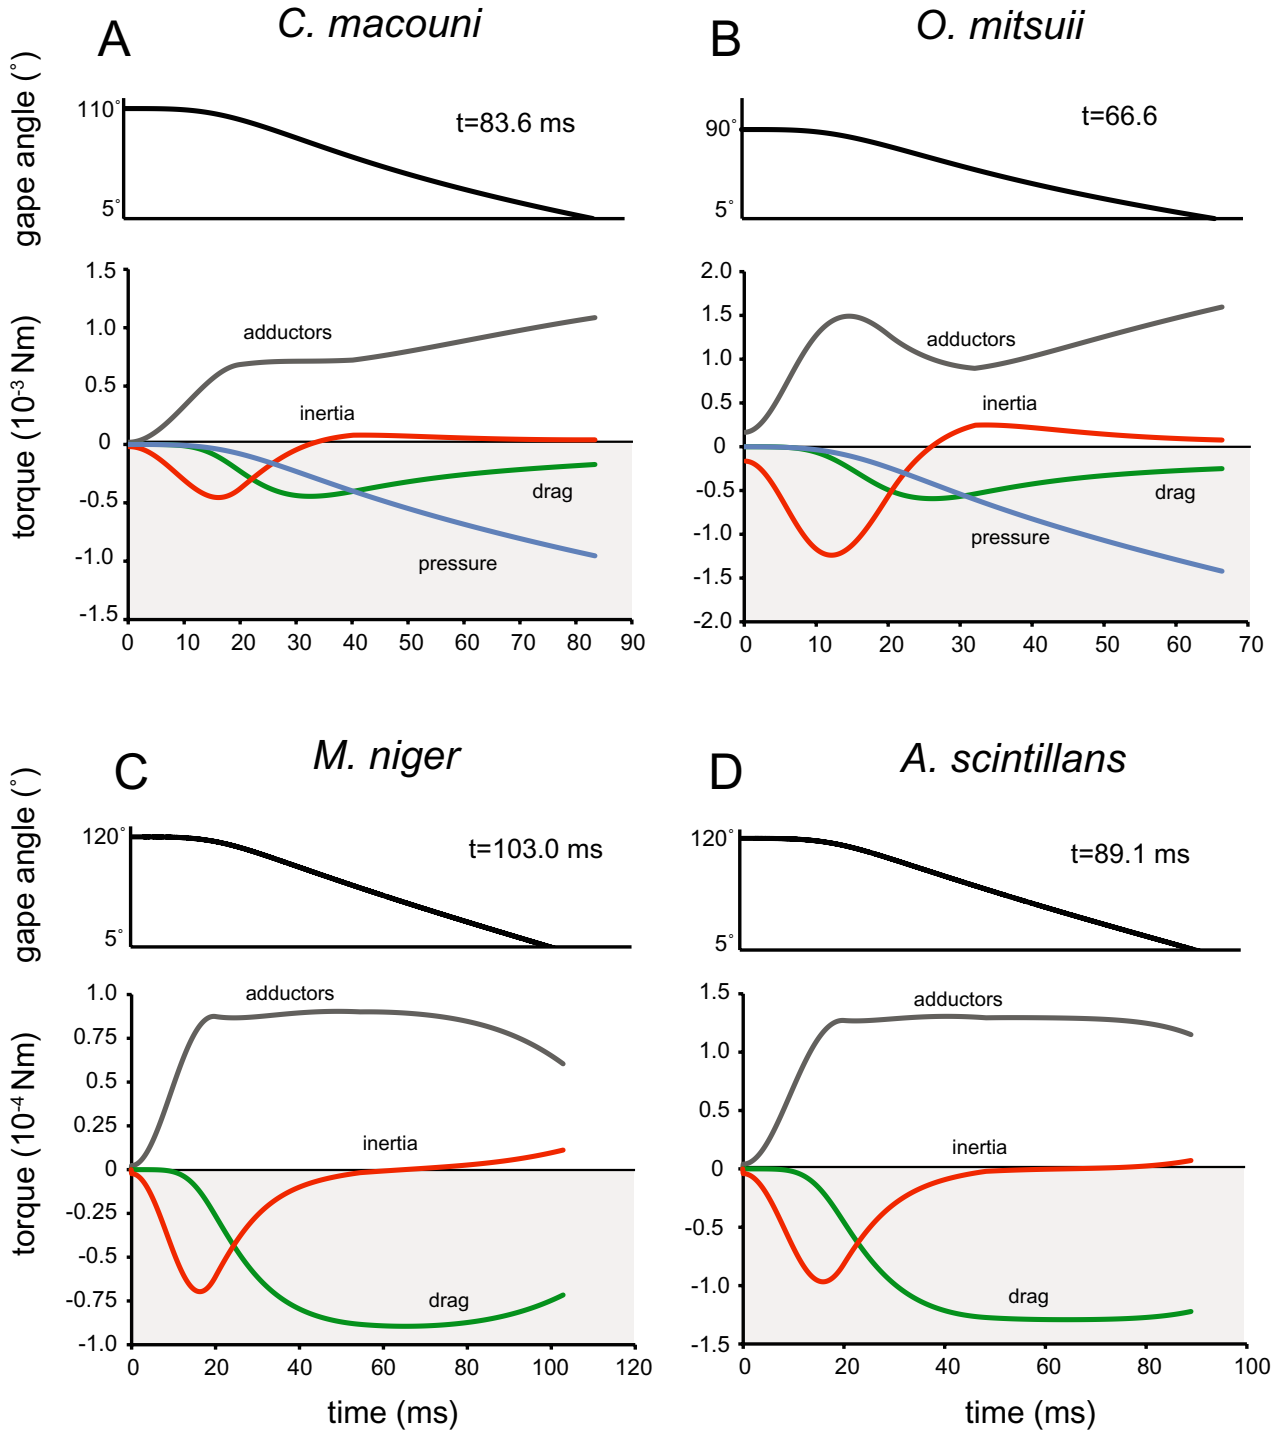 A
C. macouni
gape angle (˚)
110˚
5˚
t=83.6 ms
torque (10-3 Nm)
1.5
1.0
0.5
0
-0.5
-1.0
-1.5
adductors
inertia
drag
pressure
0 10 20 30 40 50 60 70 80 90
B
O. mitsuii
90˚
5˚
t=66.6
2.0
1.5
1.0
0.5
0
-0.5
-1.0
-1.5
-2.0
adductors
inertia
drag
pressure
0 10 20 30 40 50 60 70
C
M. niger
gape angle (˚)
120˚
5˚
t=103.0 ms
torque (10-4 Nm)
1.0
0.75
0.5
0.25
0
-0.25
-0.5
-0.75
-1.0
adductors
inertia
drag
0 20 40 60 80 100 120
time (ms)
D
A. scintillans
120˚
5˚
t=89.1 ms
1.5
1.0
0.5
0
-0.5
-1.0
-1.5
adductors
inertia
drag
0 20 40 60 80 100
time (ms)